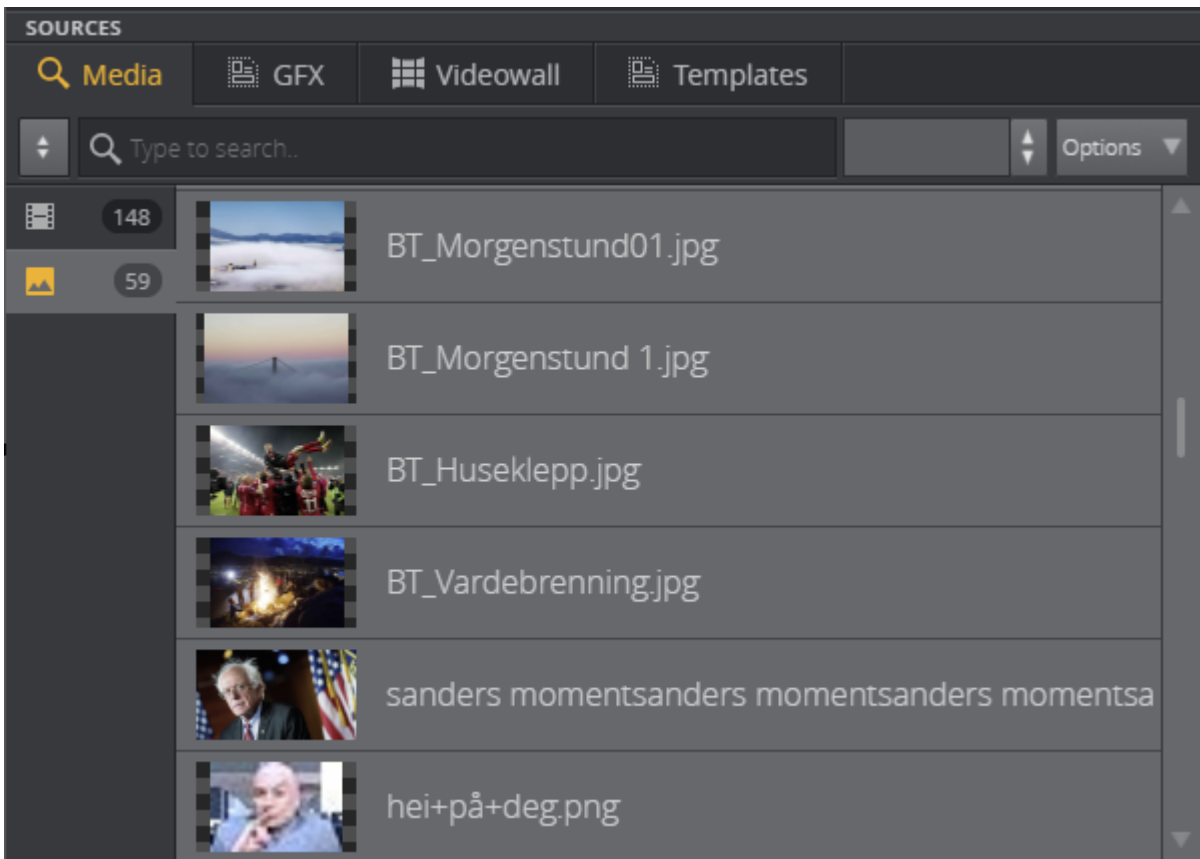 SOURCES
Media GFX Videowall Templates
Type to search.. Options
148
BT_Morgenstund01.jpg
59
BT_Morgenstund 1.jpg
BT_Huseklepp.jpg
BT_Vardebrenning.jpg
sanders momentsanders momentsanders momentsa
hei+på+deg.png